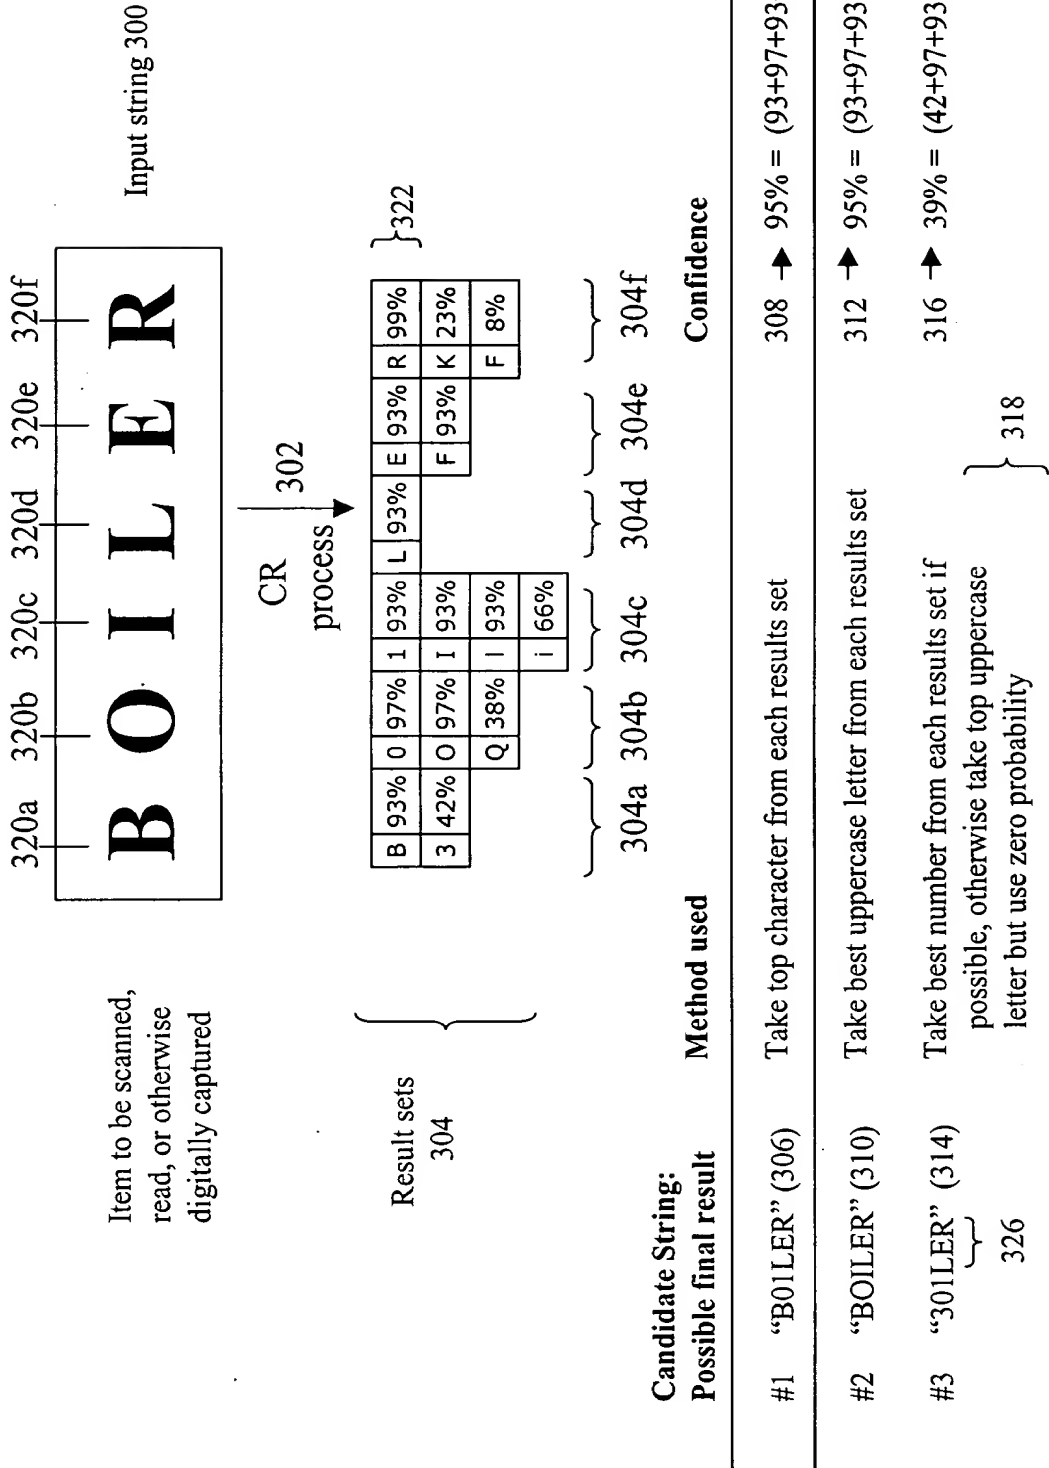 320a 320b 320c 320d 320e 320f
Item to be scanned,
read, or otherwise
digitally captured
B O I L E R
Input string 300
CR
process
302
Result sets
304
B 93% 0 97% 1 93% L 93% E 93% R 99%
3 42% O 97% I 93% F 93% K 23%
Q 38% l 93% F 8%
i 66%
322
304a 304b 304c 304d 304e 304f
Candidate String:
Possible final result Method used Confidence
#1 “B01LER” (306) Take top character from each results set 308 → 95% = (93+97+93
#2 “BOILER” (310) Take best uppercase letter from each results set 312 → 95% = (93+97+93
#3 “301LER” (314) Take best number from each results set if 316 → 39% = (42+97+93
possible, otherwise take top uppercase
letter but use zero probability
326
318